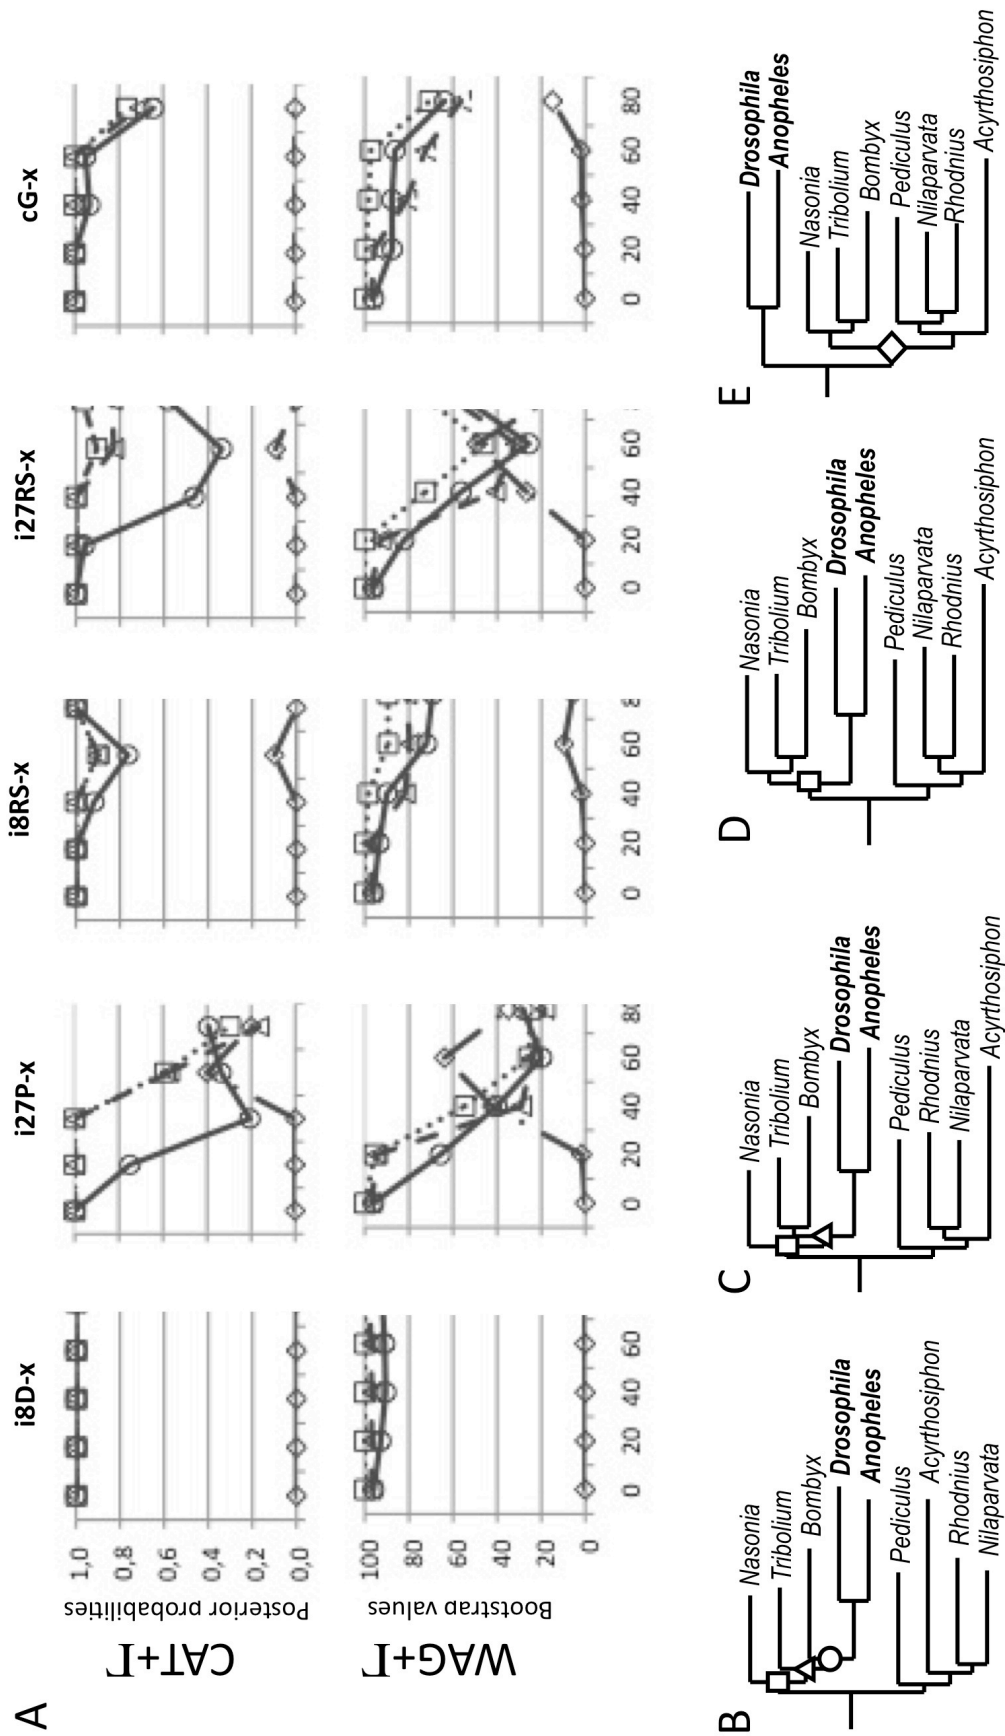 A
i8D-x
i27P-x
i8RS-x
i27RS-x
cG-x
CAT+Γ
Posterior probabilities
1,0
0,8
0,6
0,4
0,2
0,0
WAG+Γ
Bootstrap values
100
80
60
40
20
0
0 20 40 60
0 20 40 60 80
0 20 40 60 8
0 20 40 60
0 20 40 60 80
B
Nasonia
Tribolium
Bombyx
Drosophila
Anopheles
Pediculus
Acyrthosiphon
Rhodnius
Nilaparvata
C
Nasonia
Tribolium
Bombyx
Drosophila
Anopheles
Pediculus
Rhodnius
Nilaparvata
Acyrthosiphon
D
Nasonia
Tribolium
Bombyx
Drosophila
Anopheles
Pediculus
Nilaparvata
Rhodnius
Acyrthosiphon
E
Drosophila
Anopheles
Nasonia
Tribolium
Bombyx
Pediculus
Nilaparvata
Rhodnius
Acyrthosiphon